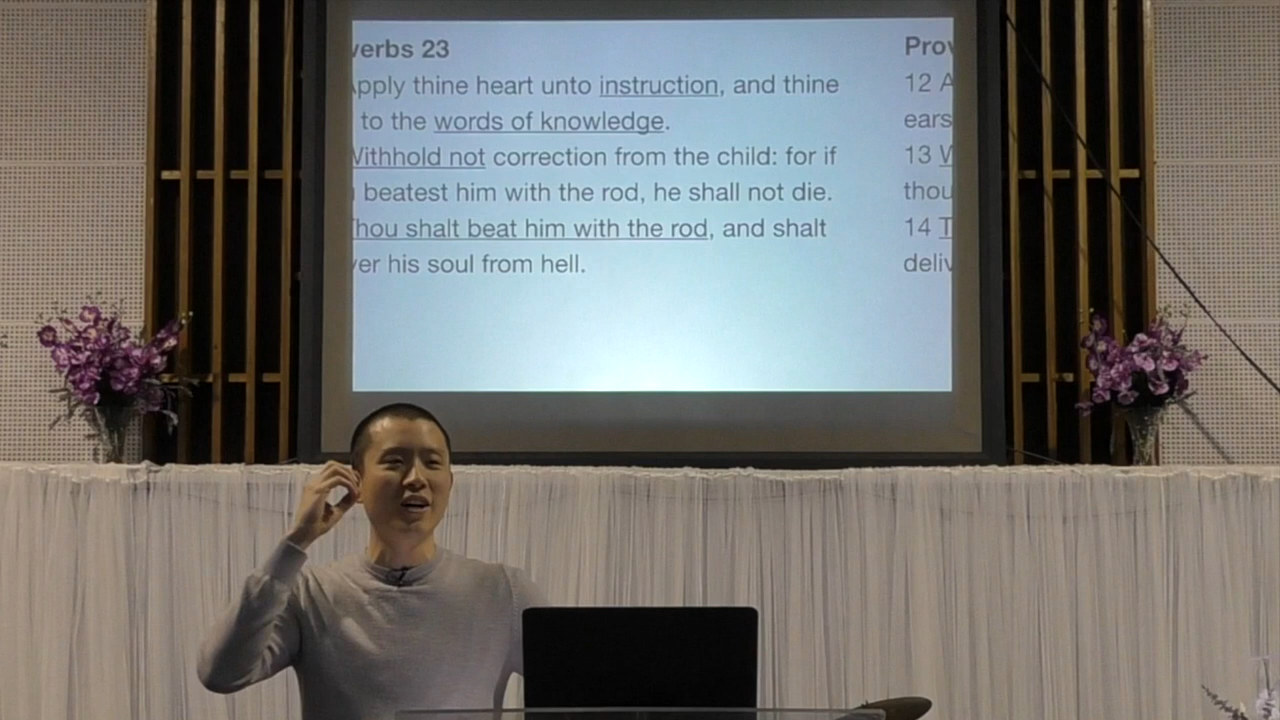 verbs 23
Apply thine heart unto instruction, and thine
to the words of knowledge.
Withhold not correction from the child: for if
beatest him with the rod, he shall not die.
Thou shalt beat him with the rod, and shalt
ver his soul from hell.
Prov
12 A
ears
13 W
thou
14 T
deliv